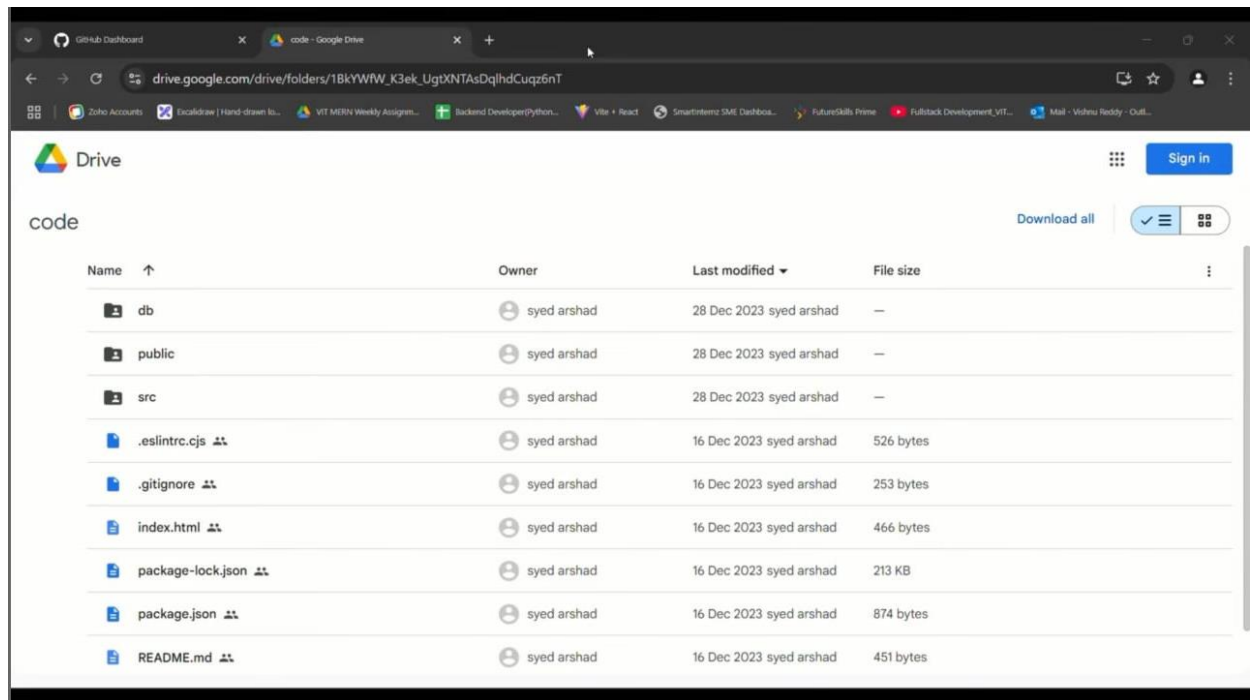 GitHub Dashboard code - Google Drive
drive.google.com/drive/folders/1BkYWfW_K3ek_UgtXNTAsDqlhdCuqz6nT
Zoho Accounts Excalidraw | Hand-drawn lo... VIT MERN Weekly Assignm... Backend Developer(Python... Vite + React Smartinternz SME Dashboa... FutureSkills Prime Fullstack Development_VIT... Mail - Vishnu Reddy - Outl...
Drive Sign in
code Download all
Name Owner Last modified File size
db syed arshad 28 Dec 2023 syed arshad —
public syed arshad 28 Dec 2023 syed arshad —
src syed arshad 28 Dec 2023 syed arshad —
.eslintrc.cjs syed arshad 16 Dec 2023 syed arshad 526 bytes
.gitignore syed arshad 16 Dec 2023 syed arshad 253 bytes
index.html syed arshad 16 Dec 2023 syed arshad 466 bytes
package-lock.json syed arshad 16 Dec 2023 syed arshad 213 KB
package.json syed arshad 16 Dec 2023 syed arshad 874 bytes
README.md syed arshad 16 Dec 2023 syed arshad 451 bytes